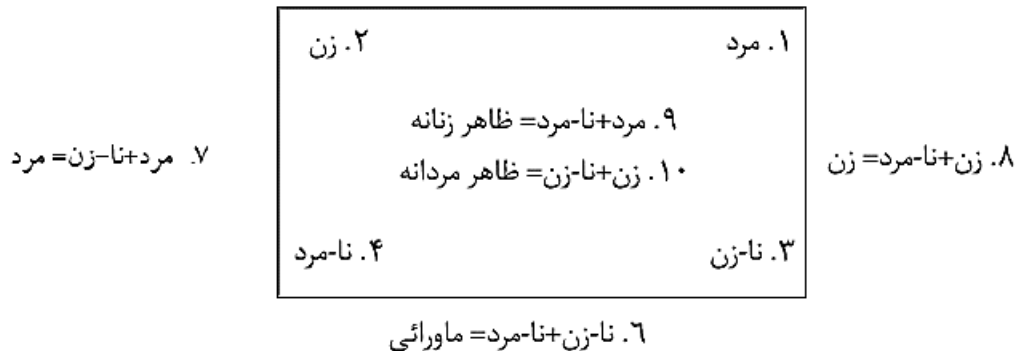 ۱. مرد
۲. زن
۹. مرد+نا-مرد= ظاهر زنانه
۸. زن+نا-مرد= زن
۷. مرد+نا-زن= مرد
۱۰. زن+نا-زن= ظاهر مردانه
۳. نا-زن
۴. نا-مرد
۶. نا-زن+نا-مرد= ماورائی